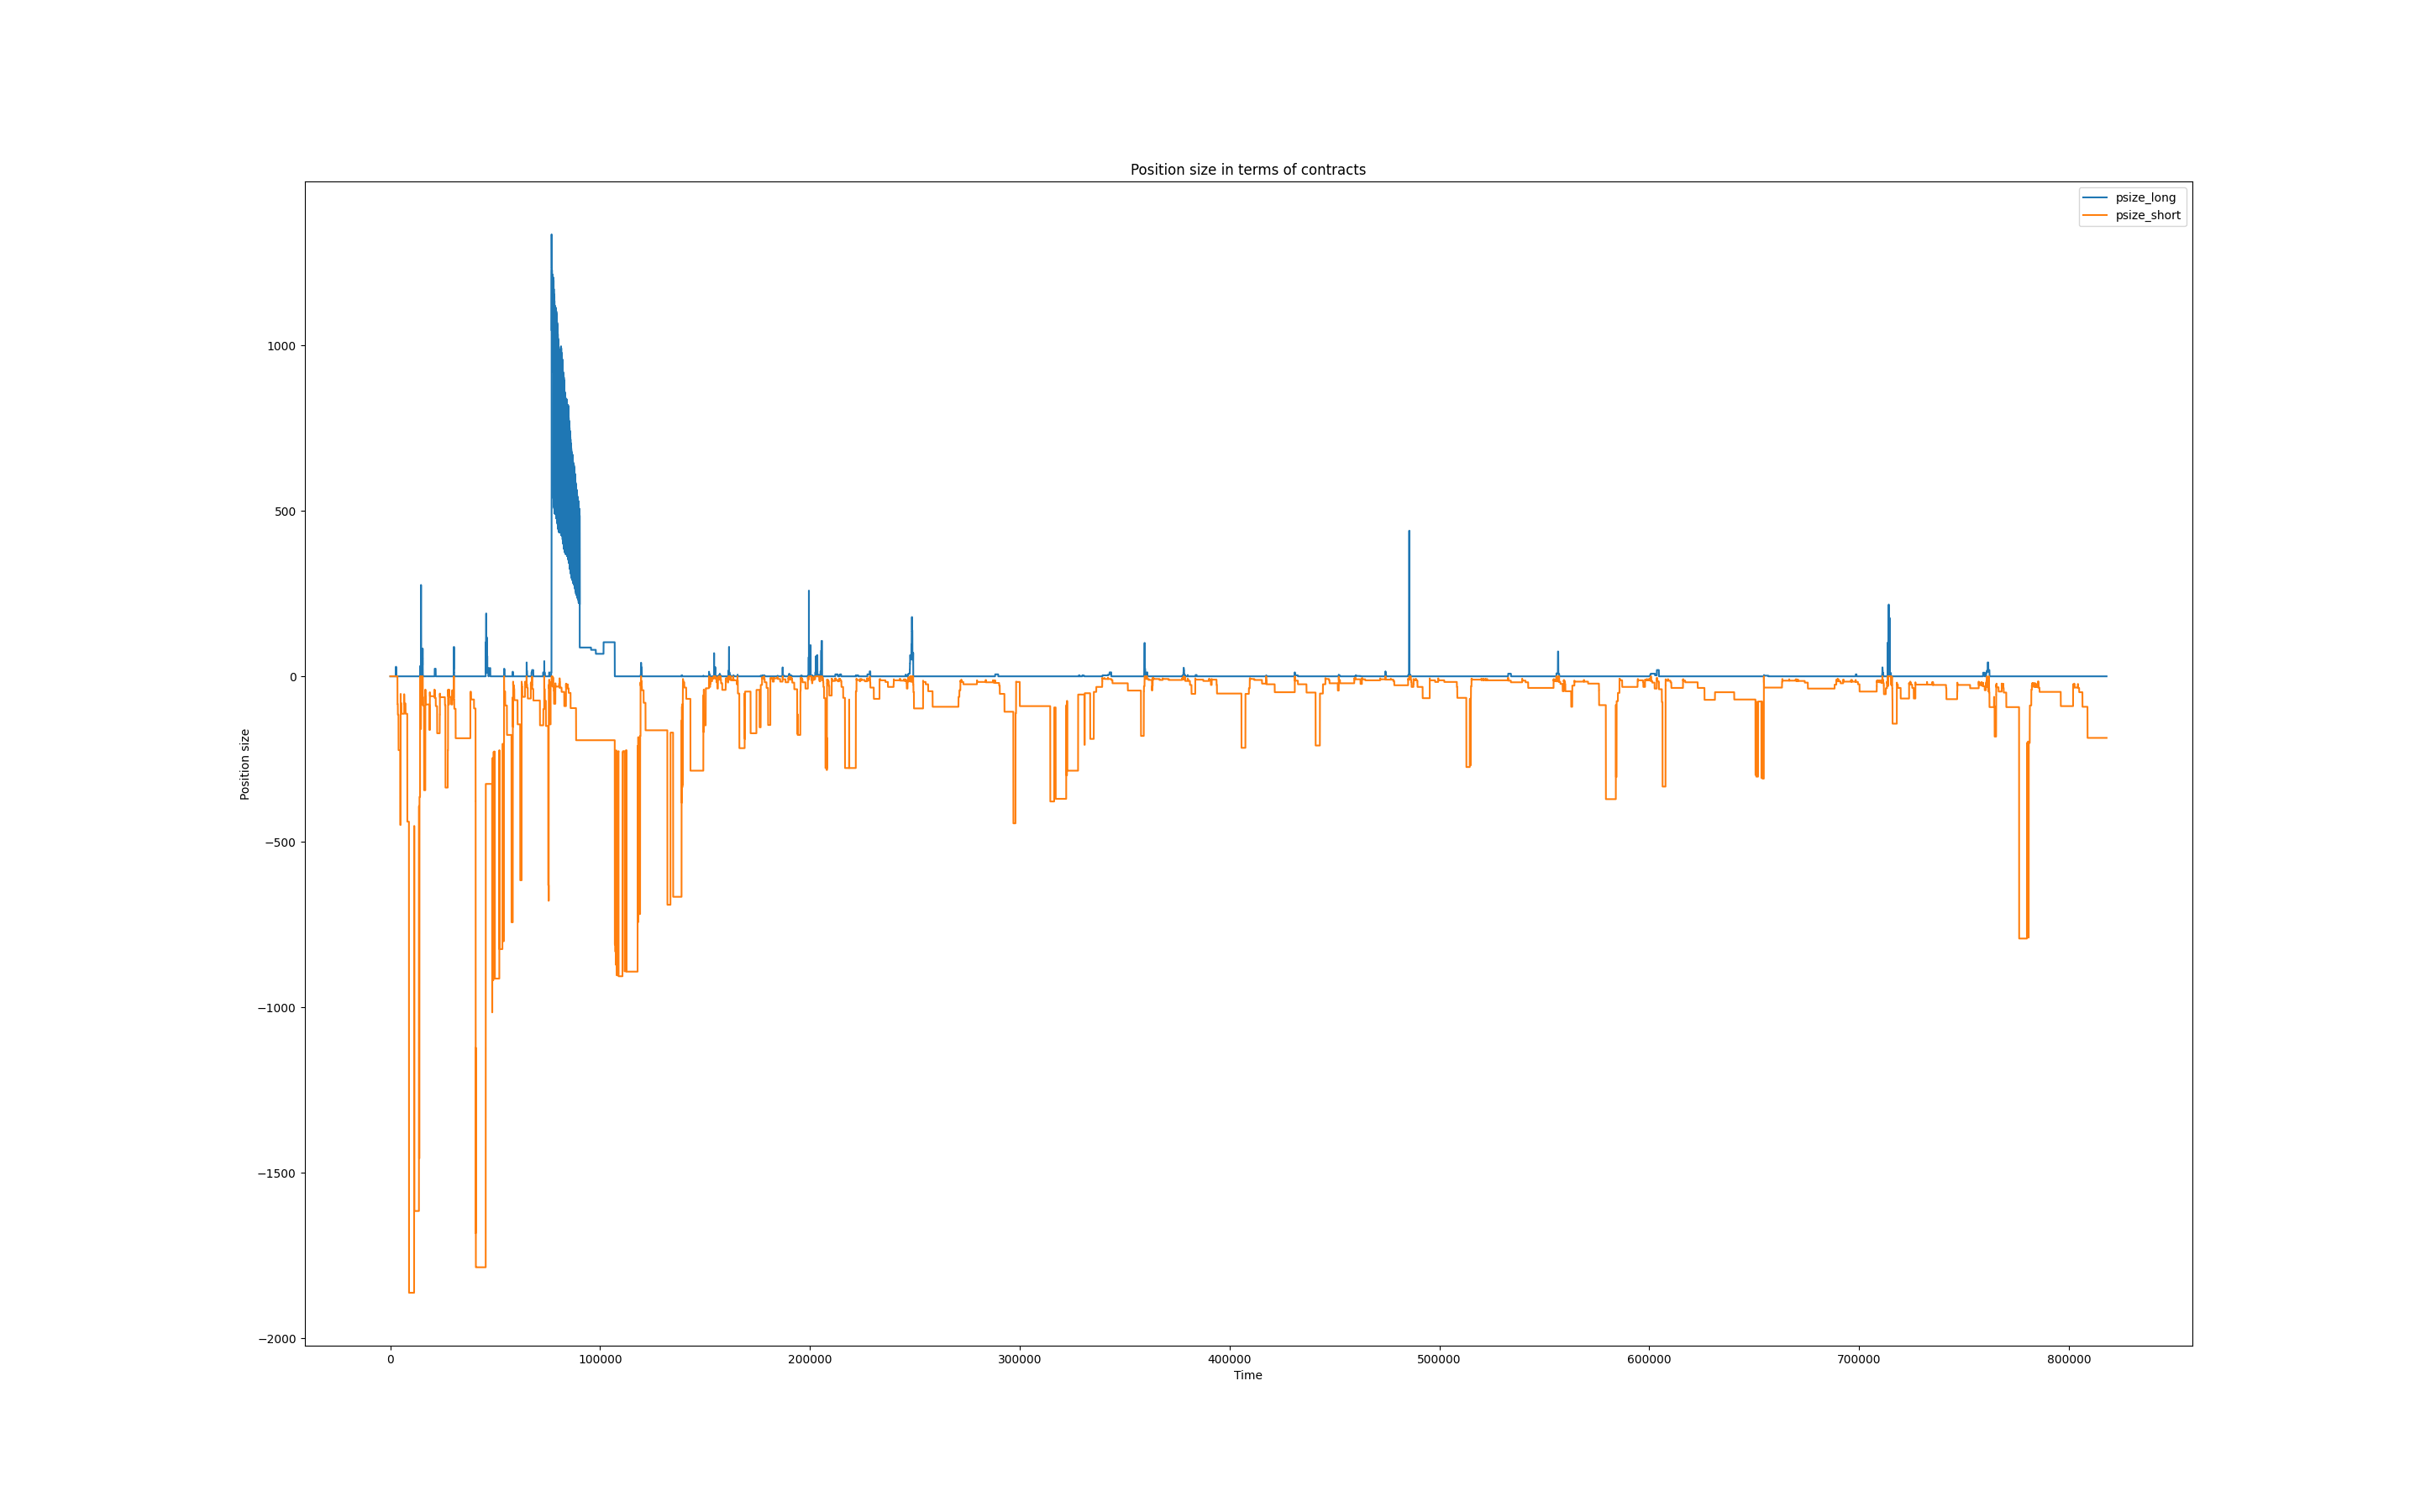 Position size in terms of contracts
psize_long
psize_short
Position size
1000
500
0
−500
−1000
−1500
−2000
0 100000 200000 300000 400000 500000 600000 700000 800000
Time